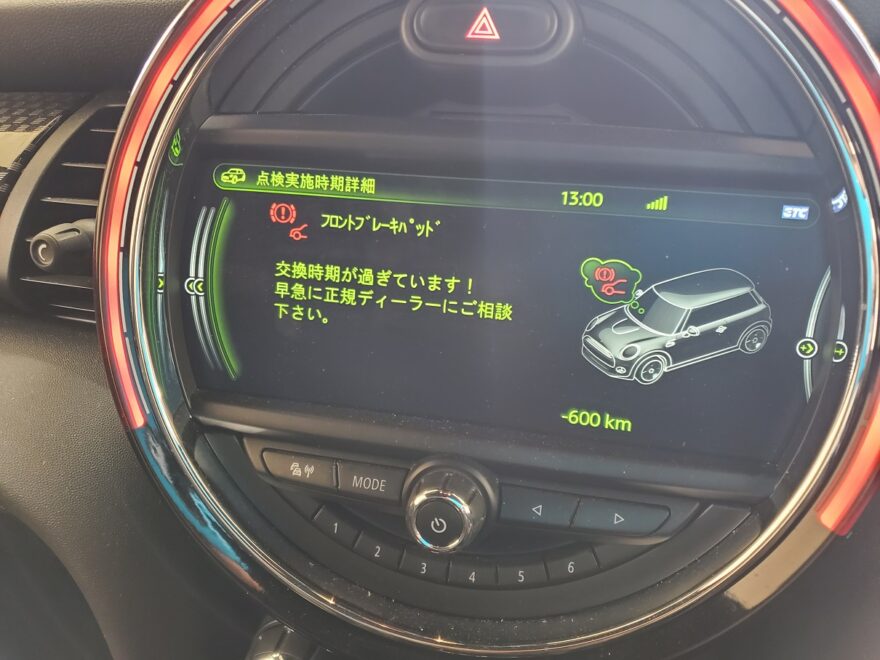 点検実施時期詳細
13:00
フロントブレーキパッド
交換時期が過ぎています！
早急に正規ディーラーにご相談
下さい。
-600 km
MODE
1
2
3
4
5
6